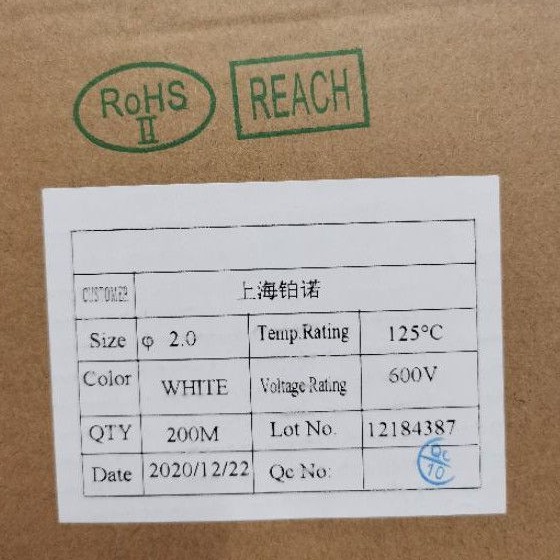 RoHS
II
REACH
CUSTOMER 上海铂诺
Size φ 2.0 Temp.Rating 125°C
Color WHITE Voltage Rating 600V
QTY 200M Lot No. 12184387
Date 2020/12/22 Qc No:
Qc
10